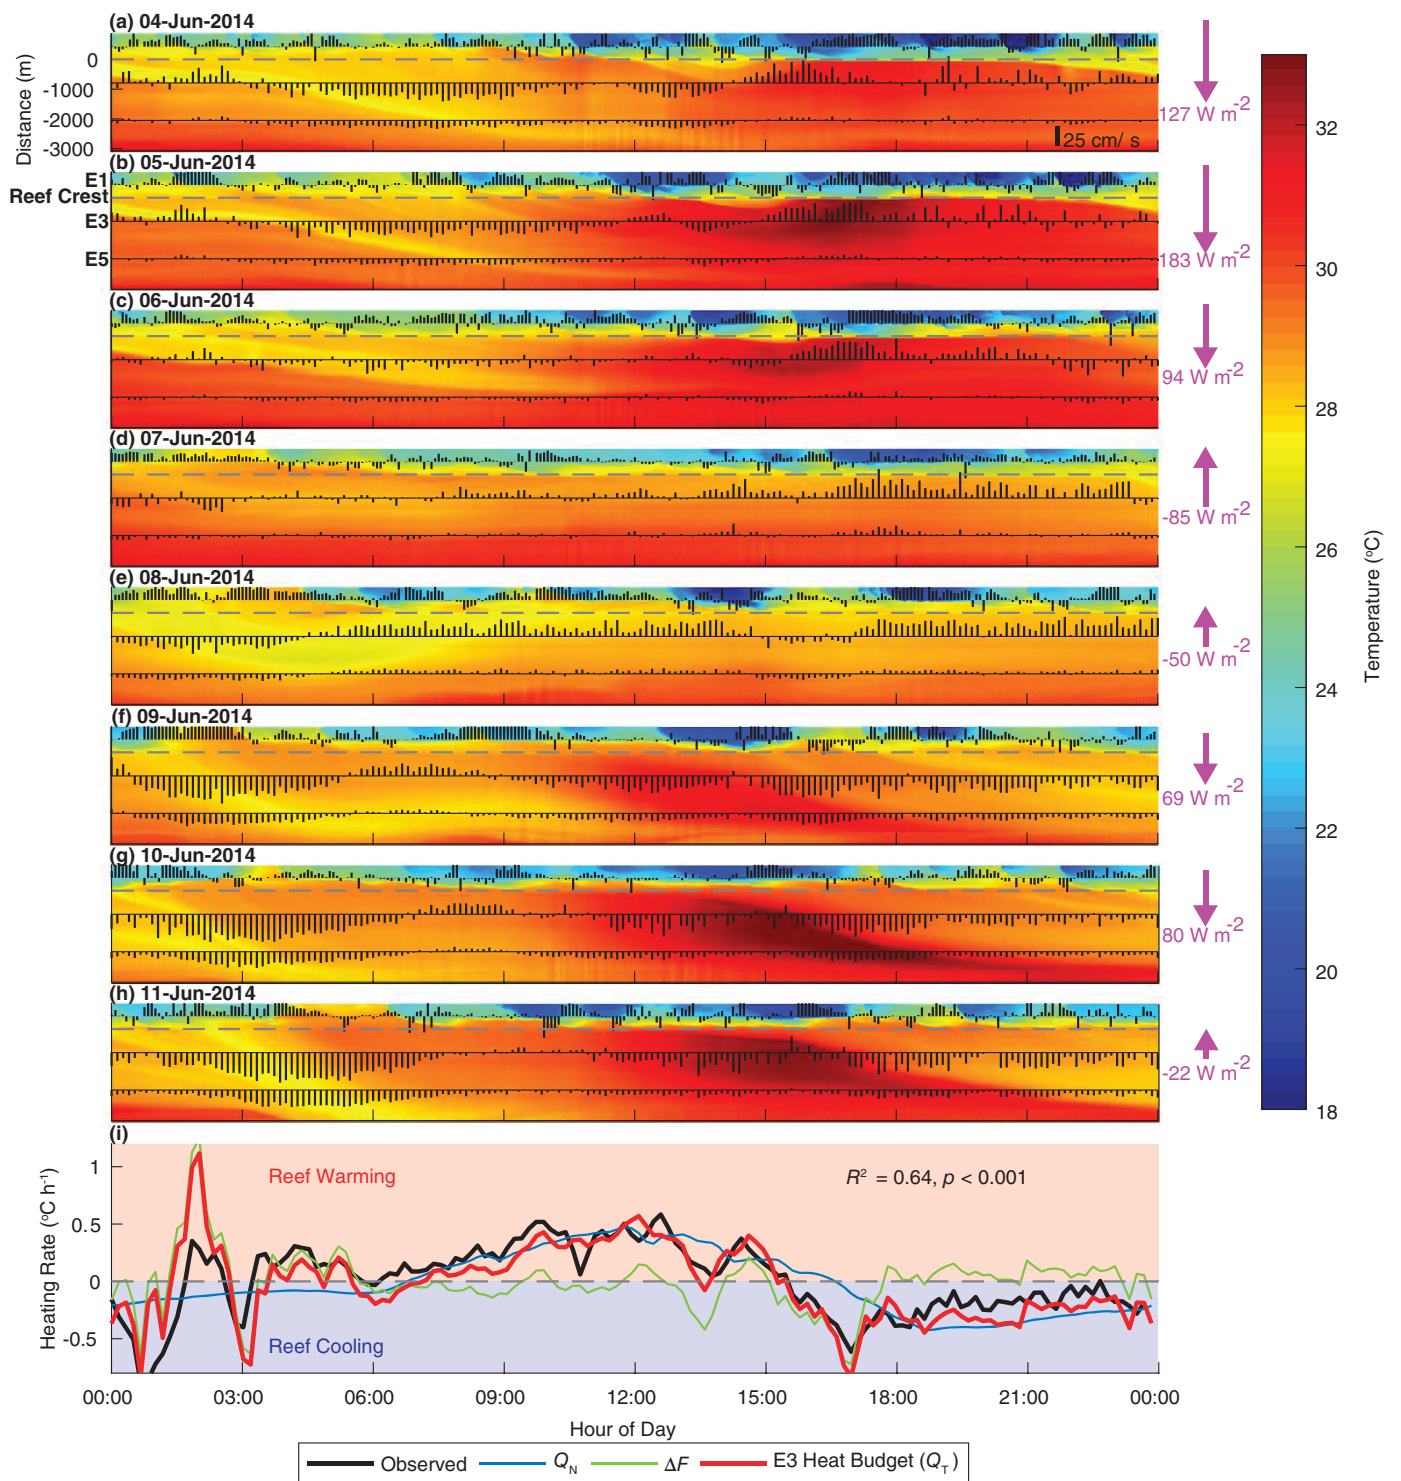 (a) 04-Jun-2014
Distance (m)
0
-1000
-2000
-3000
25 cm/ s
127 W m-2
(b) 05-Jun-2014
E1
Reef Crest
E3
E5
183 W m-2
(c) 06-Jun-2014
94 W m-2
(d) 07-Jun-2014
-85 W m-2
(e) 08-Jun-2014
-50 W m-2
(f) 09-Jun-2014
69 W m-2
(g) 10-Jun-2014
80 W m-2
(h) 11-Jun-2014
-22 W m-2
32
30
28
26
24
22
20
18
Temperature (°C)
(i)
Heating Rate (°C h-1)
1
0.5
0
-0.5
Reef Warming
R2 = 0.64, p < 0.001
Reef Cooling
00:00 03:00 06:00 09:00 12:00 15:00 18:00 21:00 00:00
Hour of Day
Observed QN ΔF E3 Heat Budget (QT)